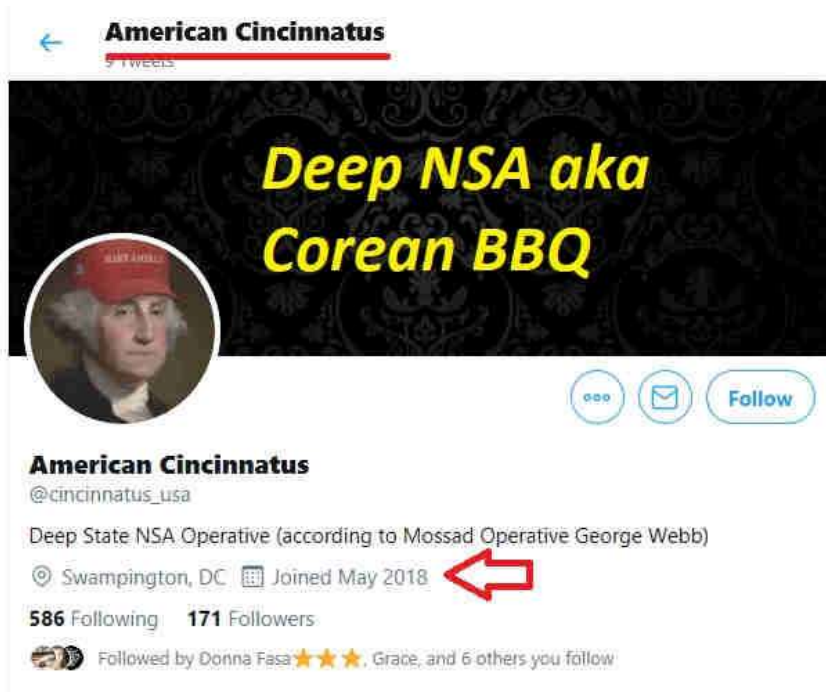 American Cincinnatus
9 Tweets
Deep NSA aka
Corean BBQ
Follow
American Cincinnatus
@cincinnatus_usa
Deep State NSA Operative (according to Mossad Operative George Webb)
Swampington, DC Joined May 2018
586 Following 171 Followers
Followed by Donna Fasa⭐⭐⭐, Grace, and 6 others you follow